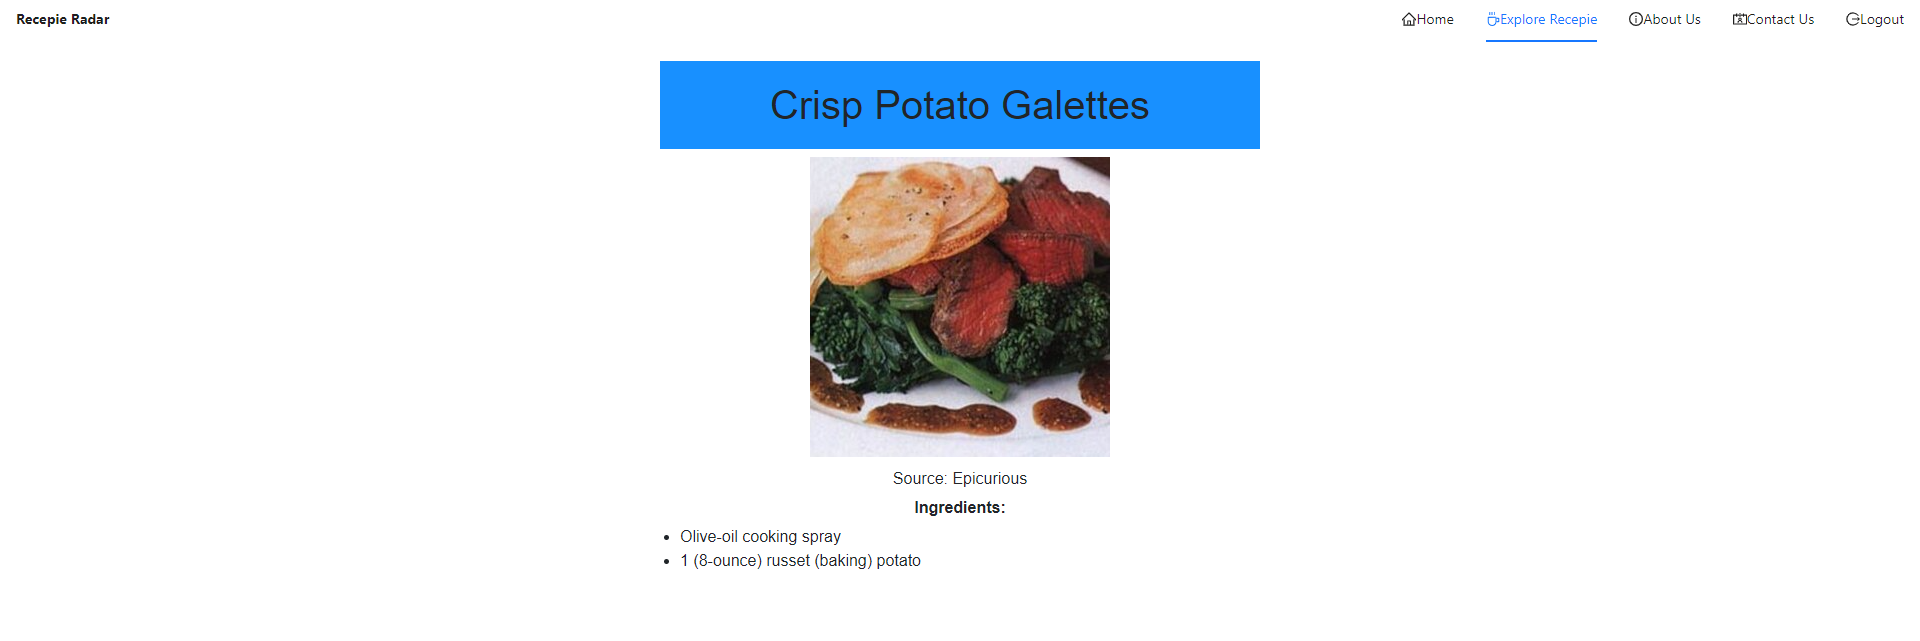 Recepie Radar
Home Explore Recepie About Us Contact Us Logout
Crisp Potato Galettes
Source: Epicurious
Ingredients:
• Olive-oil cooking spray
• 1 (8-ounce) russet (baking) potato